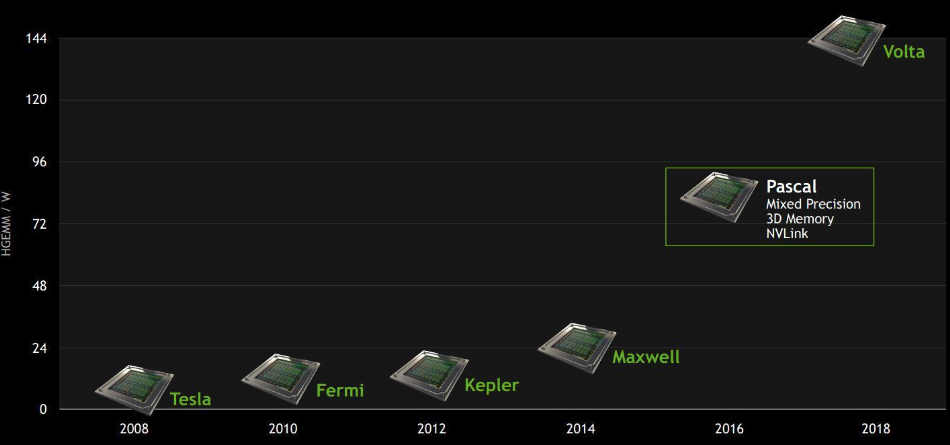 144
Volta
120
96
Pascal
Mixed Precision
3D Memory
NVLink
72
HGEMM / W
48
24
Maxwell
Kepler
Fermi
Tesla
0
2008 2010 2012 2014 2016 2018